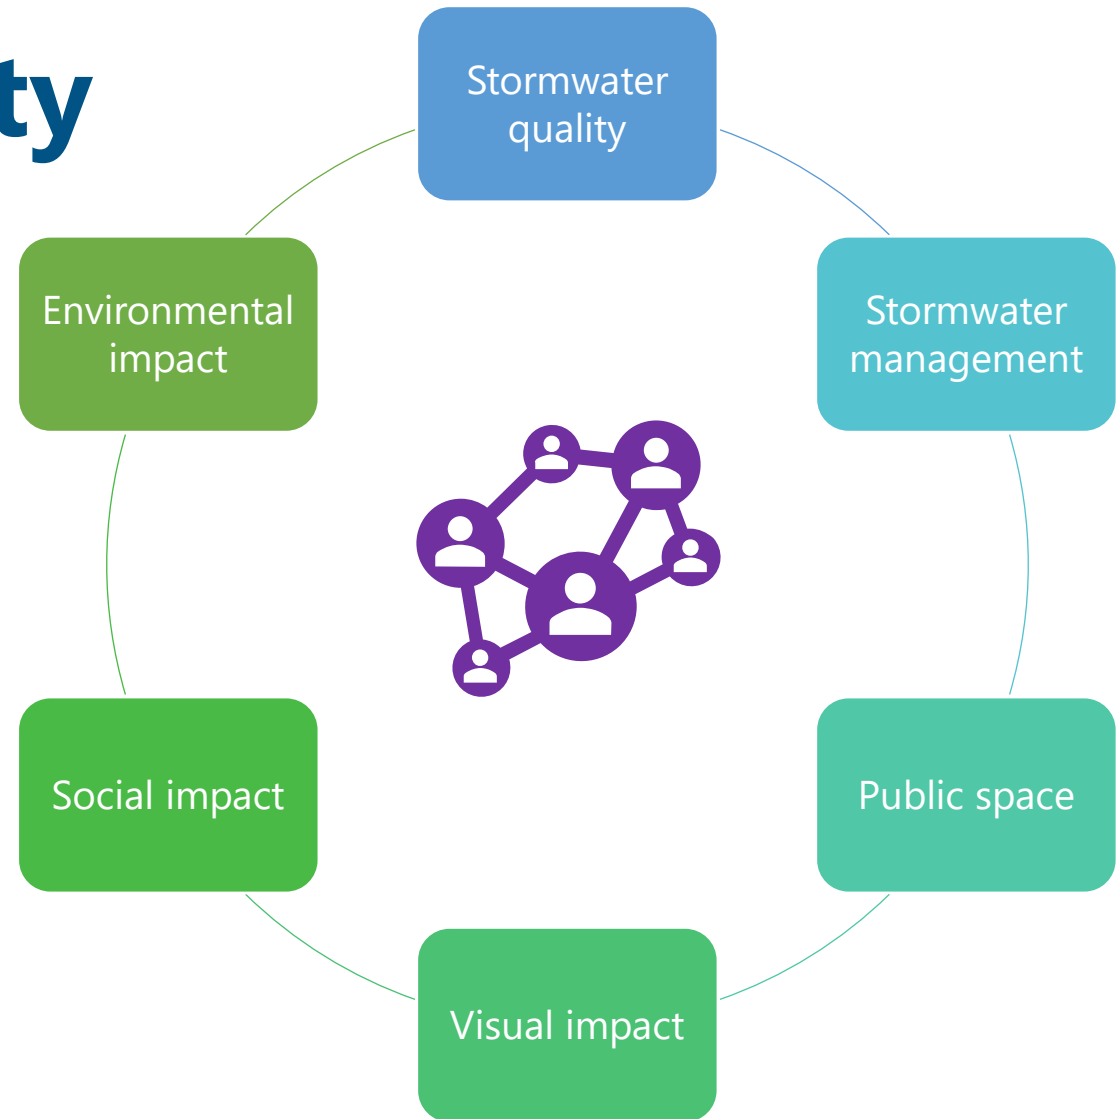 ty
Stormwater
quality
Environmental
impact
Stormwater
management
Social impact
Public space
Visual impact